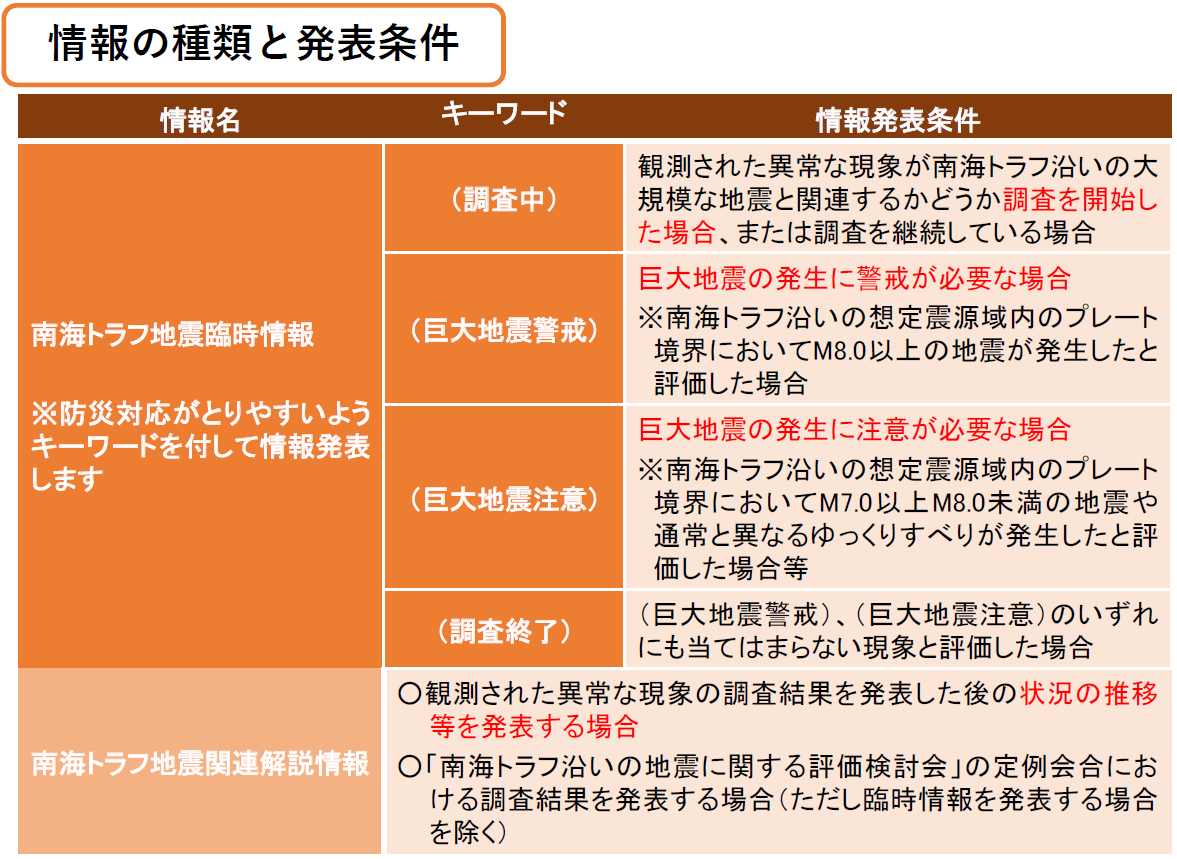 情報の種類と発表条件
情報名
キーワード
情報発表条件
南海トラフ地震臨時情報
※防災対応がとりやすいよう
キーワードを付して情報発表
します
（調査中）
観測された異常な現象が南海トラフ沿いの大
規模な地震と関連するかどうか調査を開始し
た場合、または調査を継続している場合
（巨大地震警戒）
巨大地震の発生に警戒が必要な場合
※南海トラフ沿いの想定震源域内のプレート
境界においてM8.0以上の地震が発生したと
評価した場合
（巨大地震注意）
巨大地震の発生に注意が必要な場合
※南海トラフ沿いの想定震源域内のプレート
境界においてM7.0以上M8.0未満の地震や
通常と異なるゆっくりすべりが発生したと評
価した場合等
（調査終了）
（巨大地震警戒）、（巨大地震注意）のいずれ
にも当てはまらない現象と評価した場合
南海トラフ地震関連解説情報
〇観測された異常な現象の調査結果を発表した後の状況の推移
等を発表する場合
〇「南海トラフ沿いの地震に関する評価検討会」の定例会合にお
ける調査結果を発表する場合（ただし臨時情報を発表する場合
を除く）